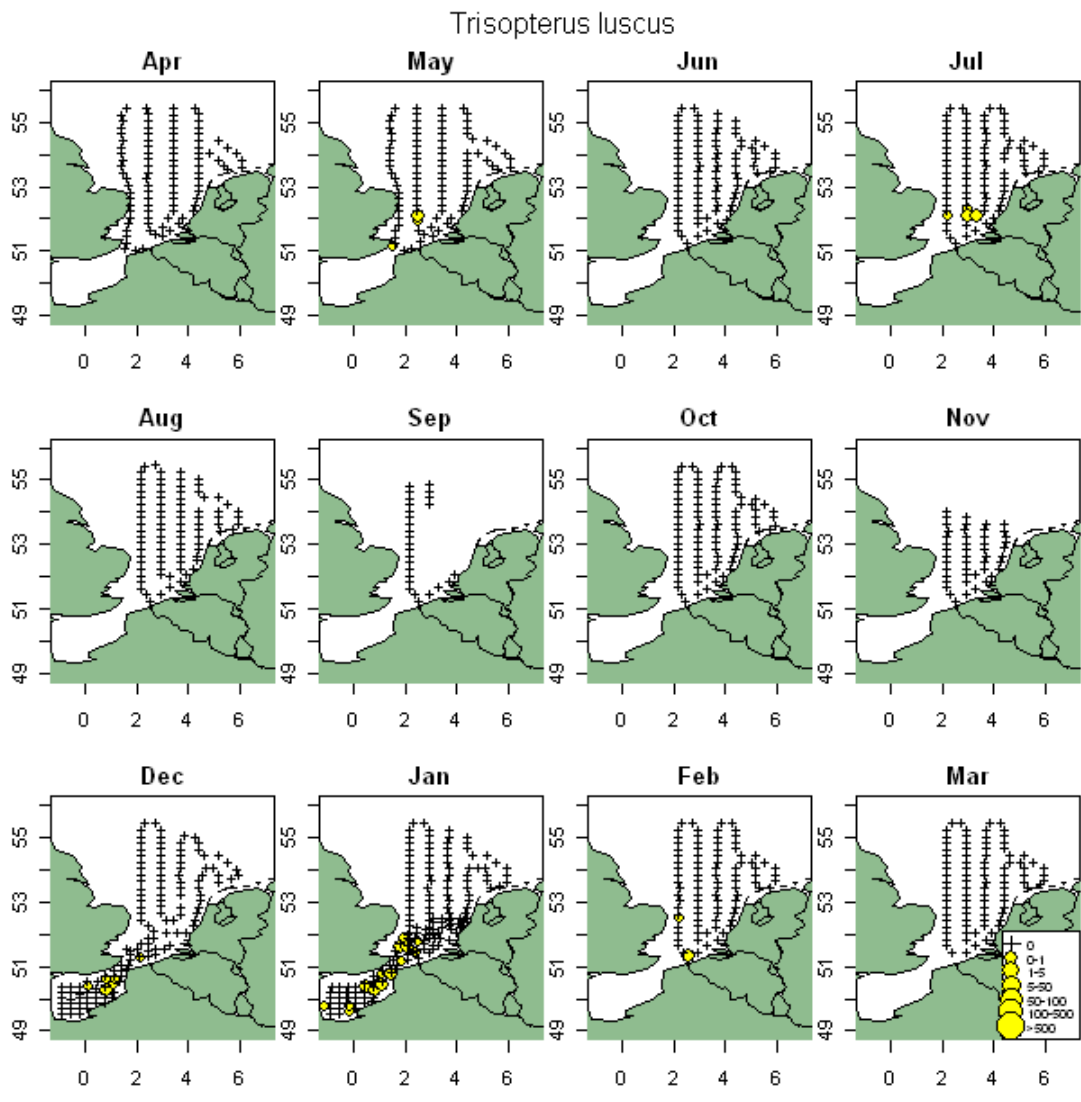 Trisopterus luscus
Apr May Jun Jul
55 55 55 55
53 53 53 53
51 51 51 51
49 49 49 49
0 2 4 6 0 2 4 6 0 2 4 6 0 2 4 6
Aug Sep Oct Nov
55 55 55 55
53 53 53 53
51 51 51 51
49 49 49 49
0 2 4 6 0 2 4 6 0 2 4 6 0 2 4 6
Dec Jan Feb Mar
55 55 55 55
53 53 53 53
51 51 51 51
49 49 49 49
0
0-1
1-5
5-50
50-100
100-500
>500
0 2 4 6 0 2 4 6 0 2 4 6 0 2 4 6